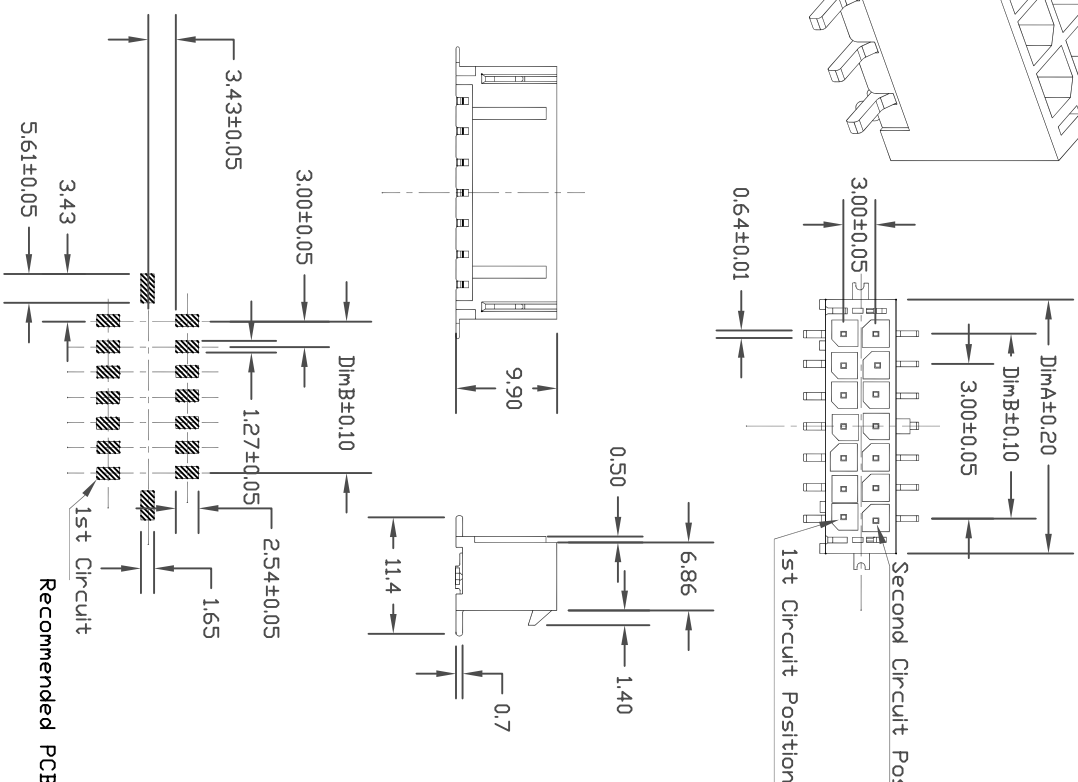 3.00±0.05
0.64±0.01
DimA±0.20
DimB±0.10
3.00±0.05
1st Circuit Position
Second Circuit Pos
9.90
0.50
6.86
11.4
1.40
0.7
3.43±0.05
5.61±0.05
3.43
3.00±0.05
DimB±0.10
1.27±0.05
2.54±0.05
1.65
1st Circuit
Recommended PCB